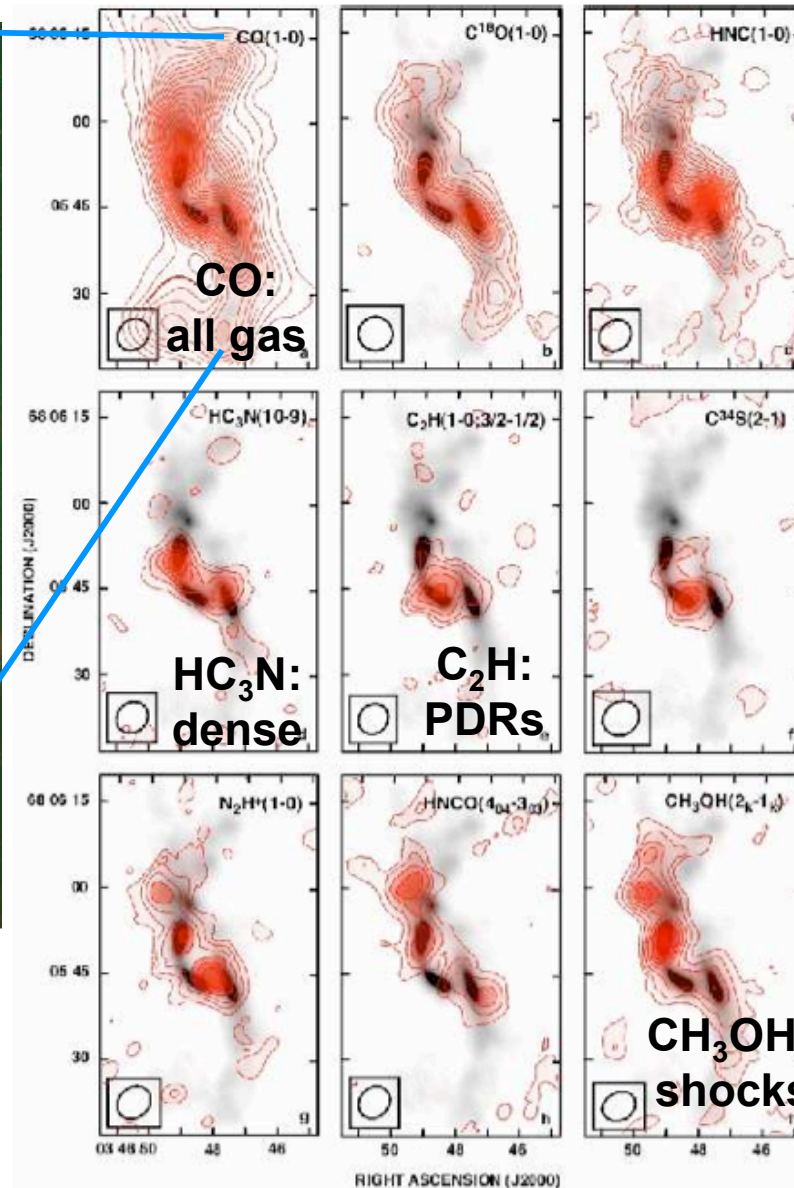 CO(1-0)
C¹⁸O(1-0)
HNC(1-0)
00
05 45
30
CO:
all gas
a
b
c
68 06 15
HC₃N(10-9)
C₂H(1-0;3/2-1/2)
C³⁴S(2-1)
00
45
30
HC₃N:
dense
C₂H:
PDRs
d
e
f
DECLINATION (J2000)
68 06 15
N₂H⁺(1-0)
HNCO(4₀₄-3₀₃)
CH₃OH(2ₖ-1ₖ)
00
05 45
30
CH₃OH
shocks
g
h
03 46 50
48
46
50
48
46
50
48
RIGHT ASCENSION (J2000)